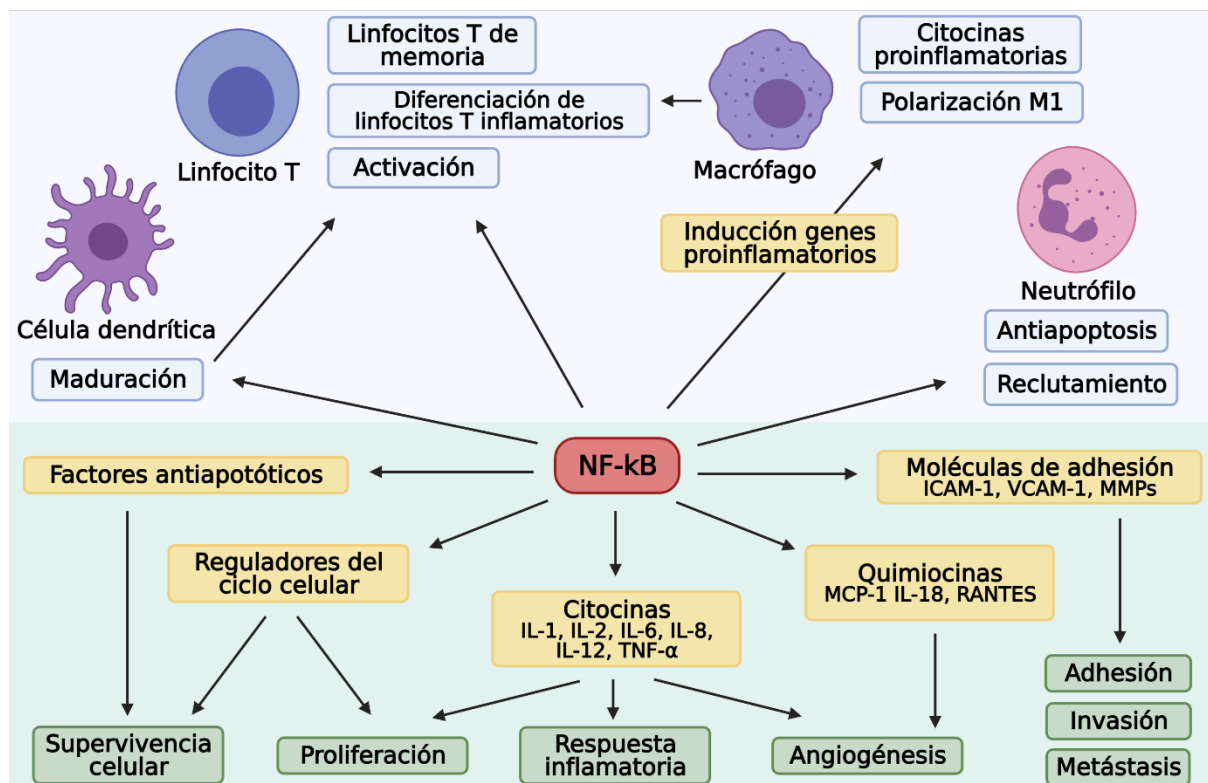 Linfocito T
Linfocitos T de
memoria
Diferenciación de
linfocitos T inflamatorios
Activación
Macrófago
Citocinas
proinflamatorias
Polarización M1
Inducción genes
proinflamatorios
Neutrófilo
Antiapoptosis
Reclutamiento
Célula dendrítica
Maduración
NF-kB
Factores antiapotóticos
Moléculas de adhesión
ICAM-1, VCAM-1, MMPs
Reguladores del
ciclo celular
Citocinas
IL-1, IL-2, IL-6, IL-8,
IL-12, TNF-α
Quimiocinas
MCP-1 IL-18, RANTES
Supervivencia
celular
Proliferación
Respuesta
inflamatoria
Angiogénesis
Adhesión
Invasión
Metástasis